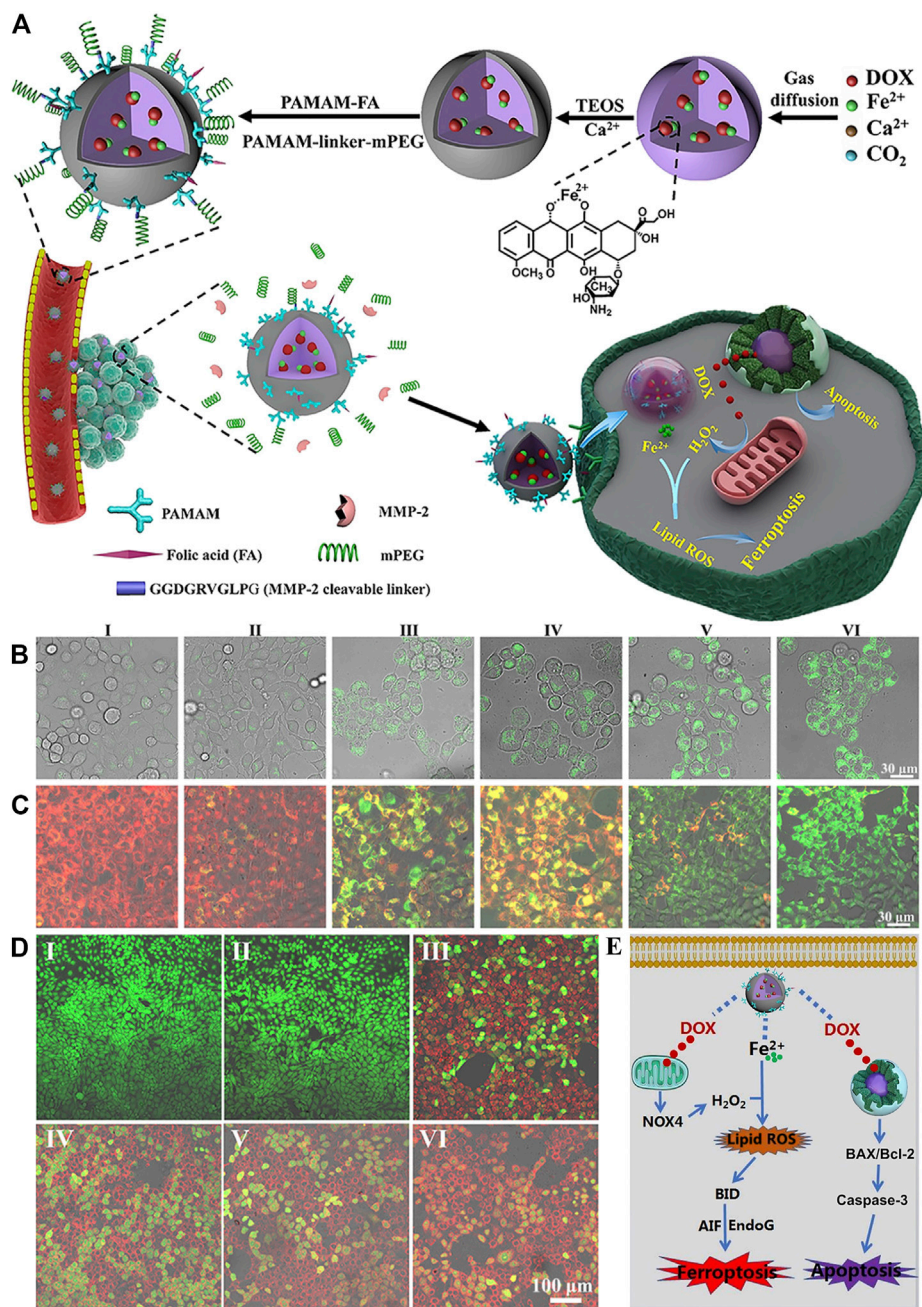 A
PAMAM-FA
PAMAM-linker-mPEG
TEOS
Ca²⁺
Gas
diffusion
DOX
Fe²⁺
Ca²⁺
CO₂
Fe²⁺
O
O
OH
O
OH
OCH₃
O
OH
O
CH₃
O
HO
NH₂
DOX
Apoptosis
Fe²⁺
H₂O₂
Lipid ROS
Ferroptosis
PAMAM
MMP-2
Folic acid (FA)
mPEG
GGDGRVGLPG (MMP-2 cleavable linker)
I II III IV V VI
B
30 µm
C
30 µm
D
I II III
IV V VI
100 µm
E
DOX
Fe²⁺
DOX
NOX4
H₂O₂
Lipid ROS
BAX/Bcl-2
BID
Caspase-3
AIF EndoG
Ferroptosis
Apoptosis